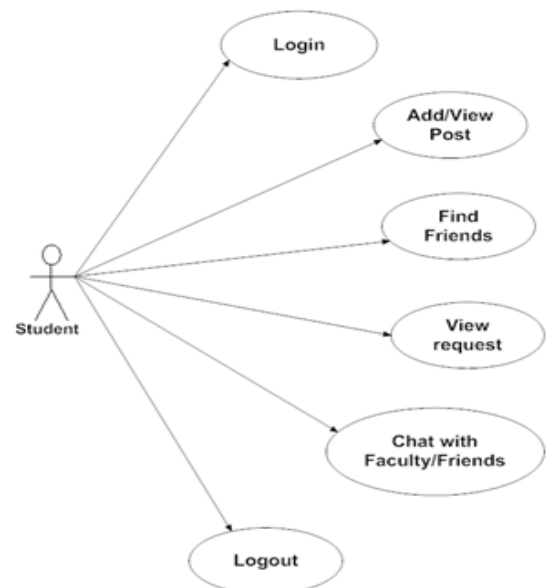 Login
Add/View
Post
Find
Friends
Student
View
request
Chat with
Faculty/Friends
Logout